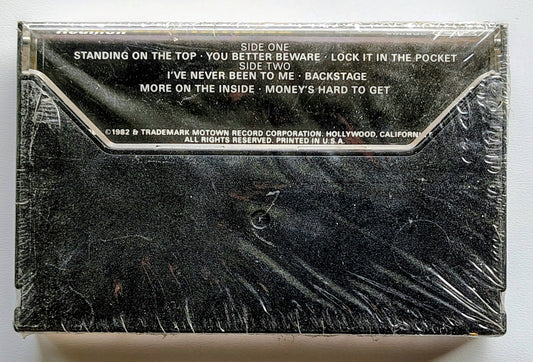 SIDE ONE
STANDING ON THE TOP · YOU BETTER BEWARE · LOCK IT IN THE POCKET
SIDE TWO
I'VE NEVER BEEN TO ME · BACKSTAGE
MORE ON THE INSIDE · MONEY'S HARD TO GET
©1982 & TRADEMARK MOTOWN RECORD CORPORATION. HOLLYWOOD, CALIFORNIA
ALL RIGHTS RESERVED. PRINTED IN U.S.A.